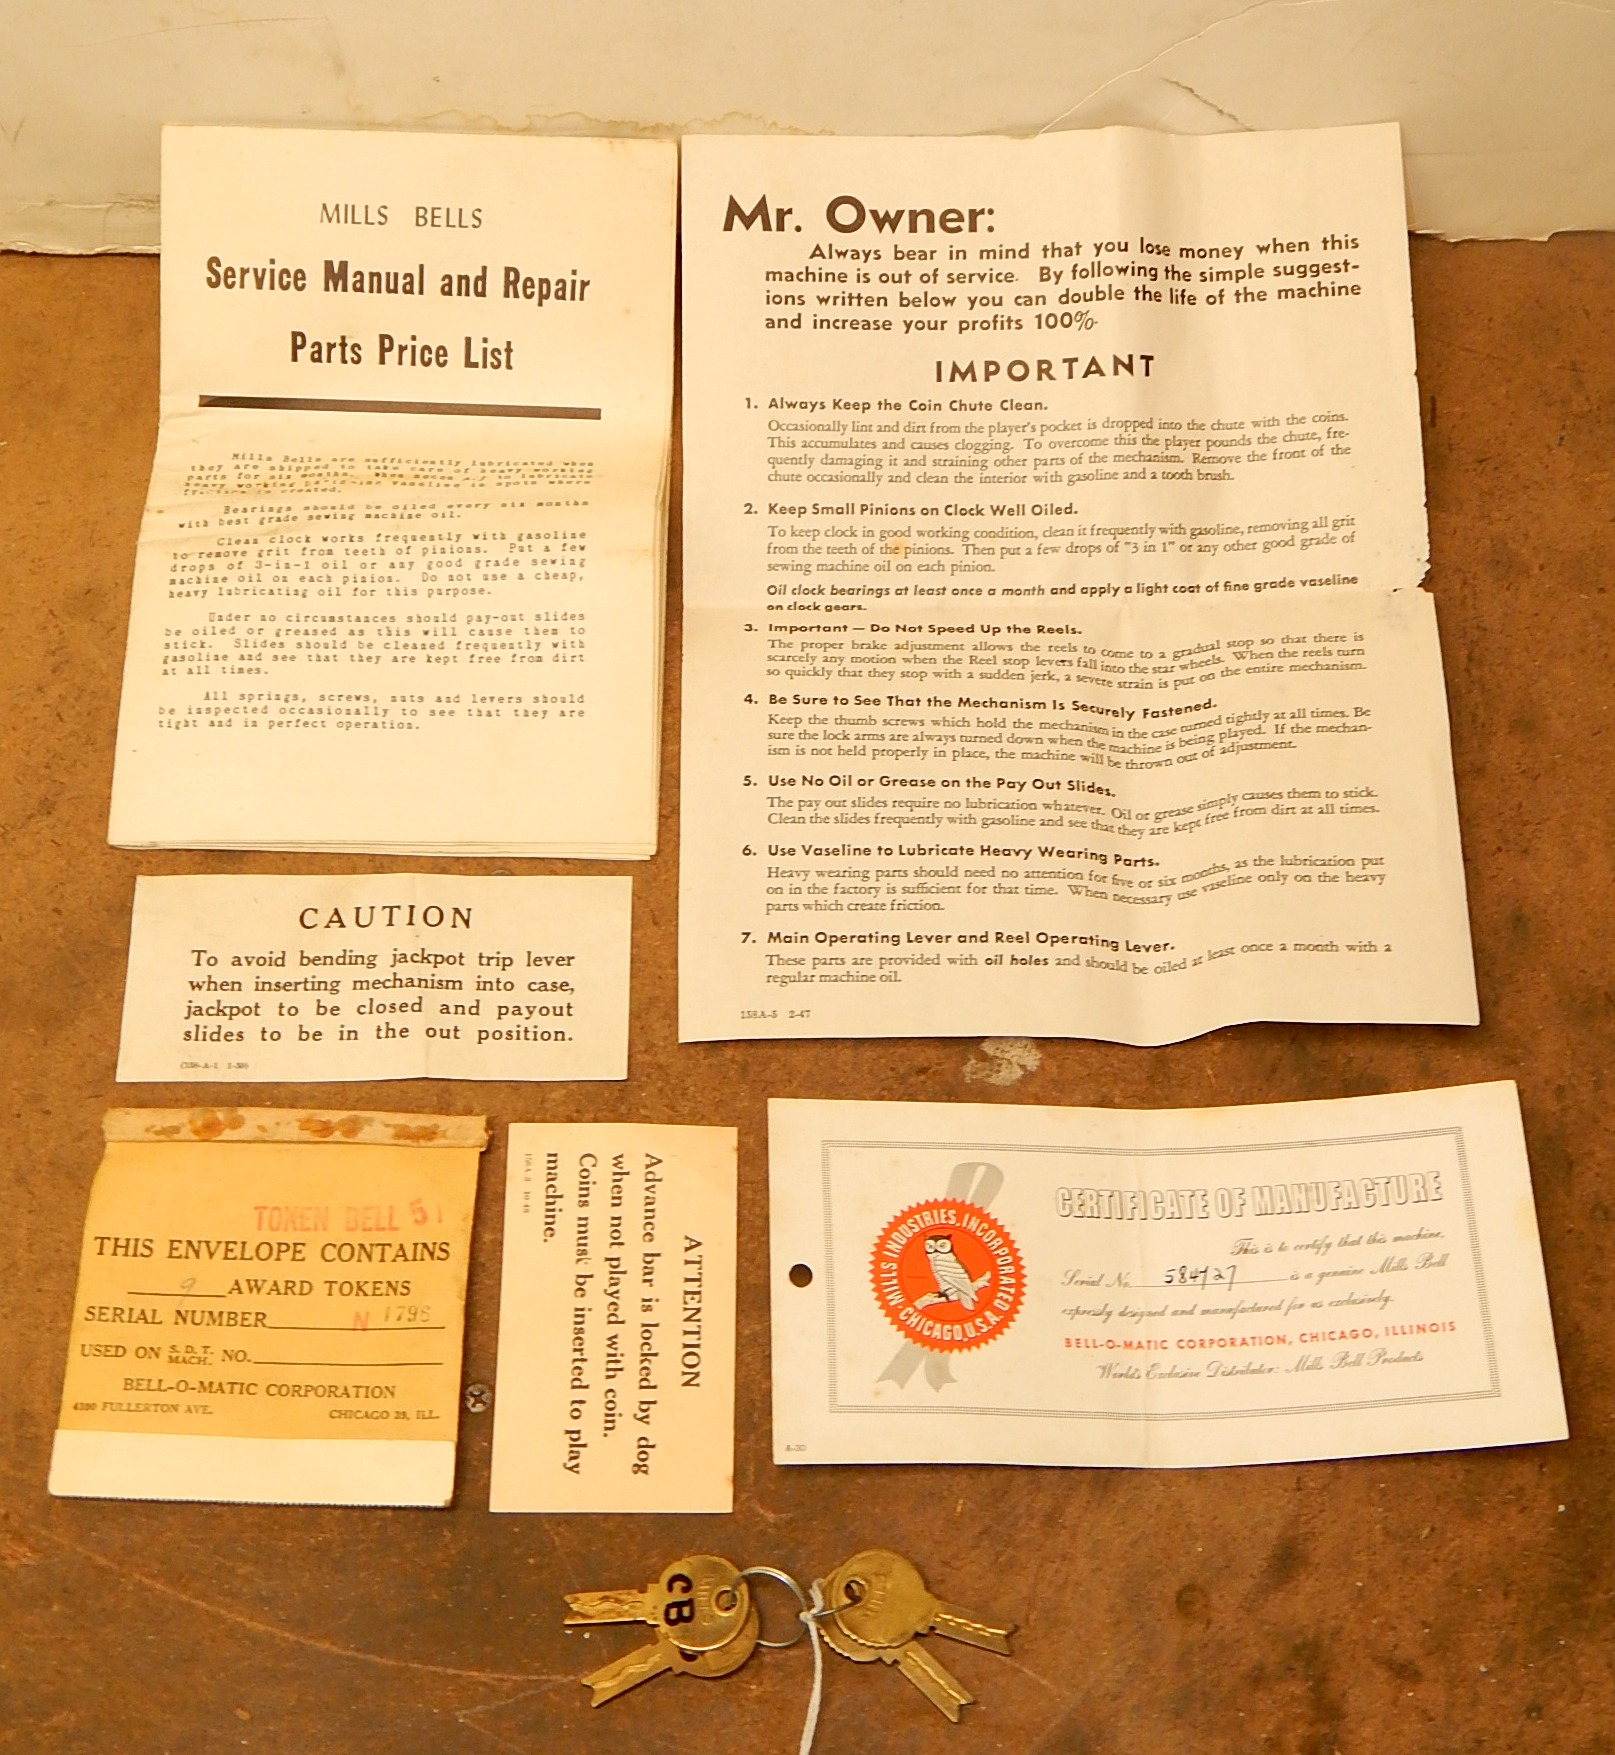 MILLS BELLS
Service Manual and Repair
Parts Price List
Mills Bells are sufficiently lubricated when
they are shipped to take care of heavy working
parts for six months. When
heavy working vaseline in spots where
is created.
Bearings should be oiled every six months
with best grade sewing machine oil.
Clean clock works frequently with gasoline
to remove grit from teeth of pinions. Put a few
drops of 3-in-1 oil or any good grade sewing
machine oil on each pinion. Do not use a cheap,
heavy lubricating oil for this purpose.
Under no circumstances should pay-out slides
be oiled or greased as this will cause them to
stick. Slides should be cleaned frequently with
gasoline and see that they are kept free from dirt
at all times.
All springs, screws, nuts and levers should
be inspected occasionally to see that they are
tight and in perfect operation.
Mr. Owner:
Always bear in mind that you lose money when this
machine is out of service. By following the simple suggest-
ions written below you can double the life of the machine
and increase your profits 100%
IMPORTANT
1. Always Keep the Coin Chute Clean.
Occasionally lint and dirt from the player's pocket is dropped into the chute with the coins.
This accumulates and causes clogging. To overcome this the player pounds the chute, fre-
quently damaging it and straining other parts of the mechanism. Remove the front of the
chute occasionally and clean the interior with gasoline and a tooth brush.
2. Keep Small Pinions on Clock Well Oiled.
To keep clock in good working condition, clean it frequently with gasoline, removing all grit
from the teeth of the pinions. Then put a few drops of "3 in 1" or any other good grade of
sewing machine oil on each pinion.
Oil clock bearings at least once a month and apply a light coat of fine grade vaseline
on clock gears.
3. Important — Do Not Speed Up the Reels.
The proper brake adjustment allows the reels to come to a gradual stop so that there is
scarcely any motion when the Reel stop levers fall into the star wheels. When the reels turn
so quickly that they stop with a sudden jerk, a severe strain is put on the entire mechanism.
4. Be Sure to See That the Mechanism Is Securely Fastened.
Keep the thumb screws which hold the mechanism in the case turned tightly at all times. Be
sure the lock arms are always turned down when the machine is being played. If the mechan-
ism is not held properly in place, the machine will be thrown out of adjustment.
5. Use No Oil or Grease on the Pay Out Slides.
The pay out slides require no lubrication whatever. Oil or grease simply causes them to stick.
Clean the slides frequently with gasoline and see that they are kept free from dirt at all times.
6. Use Vaseline to Lubricate Heavy Wearing Parts.
Heavy wearing parts should need no attention for five or six months, as the lubrication put
on in the factory is sufficient for that time. When necessary use vaseline only on the heavy
parts which create friction.
7. Main Operating Lever and Reel Operating Lever.
These parts are provided with oil holes and should be oiled at least once a month with a
regular machine oil.
158A-5 2-47
CAUTION
To avoid bending jackpot trip lever
when inserting mechanism into case,
jackpot to be closed and payout
slides to be in the out position.
TOKEN BELL 51
THIS ENVELOPE CONTAINS
9 AWARD TOKENS
SERIAL NUMBER N 1796
USED ON S. D. T. MACH. NO.
BELL-O-MATIC CORPORATION
4100 FULLERTON AVE. CHICAGO 39, ILL.
ATTENTION
Advance bar is locked by dog
when not played with coin.
Coins must be inserted to play
machine.
MILLS INDUSTRIES, INCORPORATED
CHICAGO, U.S.A.
CERTIFICATE OF MANUFACTURE
This is to certify that this machine,
Serial No. 584727 is a genuine Mills Bell
expressly designed and manufactured for us exclusively.
BELL-O-MATIC CORPORATION, CHICAGO, ILLINOIS
World's Exclusive Distributor: Mills Bell Products
A-30
CB